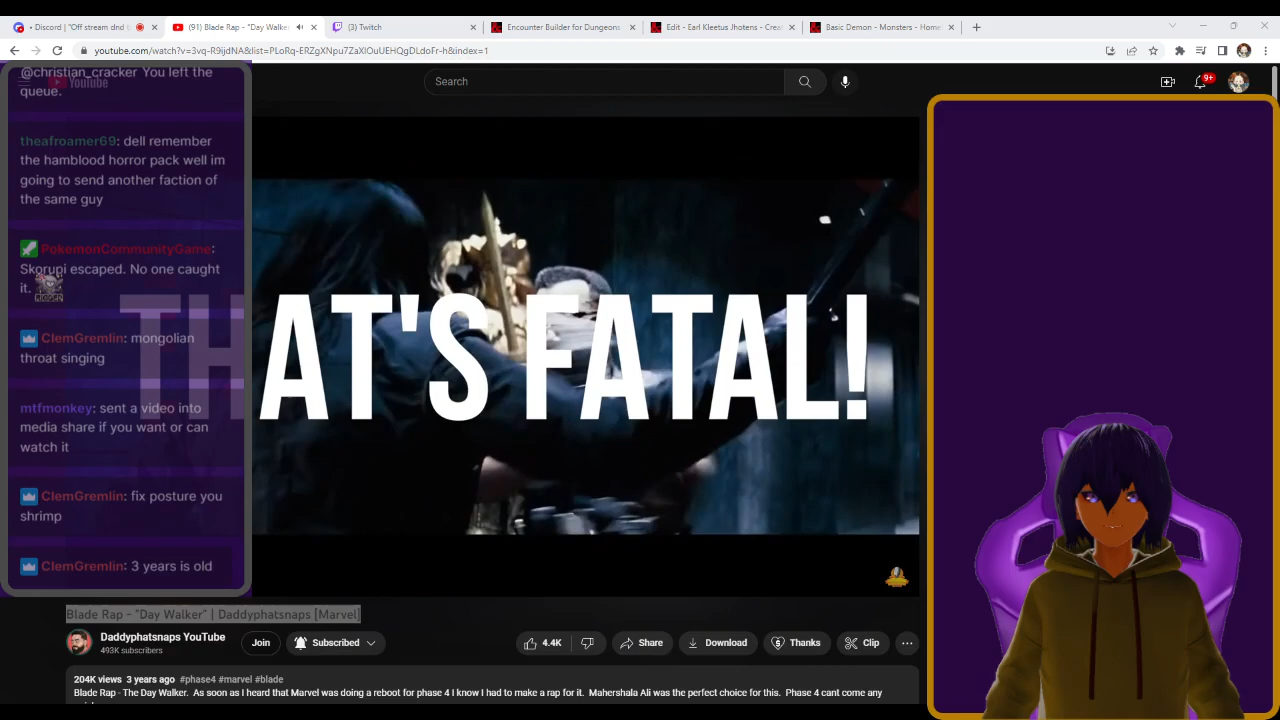 • Discord | "Off stream dnd
(91) Blade Rap - "Day Walker
(3) Twitch
Encounter Builder for Dungeons
Edit - Earl Kleetus Jhotens - Crea
Basic Demon - Monsters - Home
youtube.com/watch?v=3vq-R9ijdNA&list=PLoRq-ERZgXNpu7ZaXlOuUEHQgDLdoFr-h&index=1
YouTube
Search
9+
@christian_cracker You left the
queue.
theafroamer69: dell remember
the hamblood horror pack well im
going to send another faction of
the same guy
PokemonCommunityGame:
Skorupi escaped. No one caught
it.
ClemGremlin: mongolian
throat singing
mtfmonkey: sent a video into
media share if you want or can
watch it
ClemGremlin: fix posture you
shrimp
ClemGremlin: 3 years is old
THAT'S FATAL!
Blade Rap - "Day Walker" | Daddyphatsnaps [Marvel]
Daddyphatsnaps YouTube
493K subscribers
Join
Subscribed
4.4K
Share
Download
Thanks
Clip
204K views 3 years ago #phase4 #marvel #blade
Blade Rap - The Day Walker. As soon as I heard that Marvel was doing a reboot for phase 4 I know I had to make a rap for it. Mahershala Ali was the perfect choice for this. Phase 4 cant come any